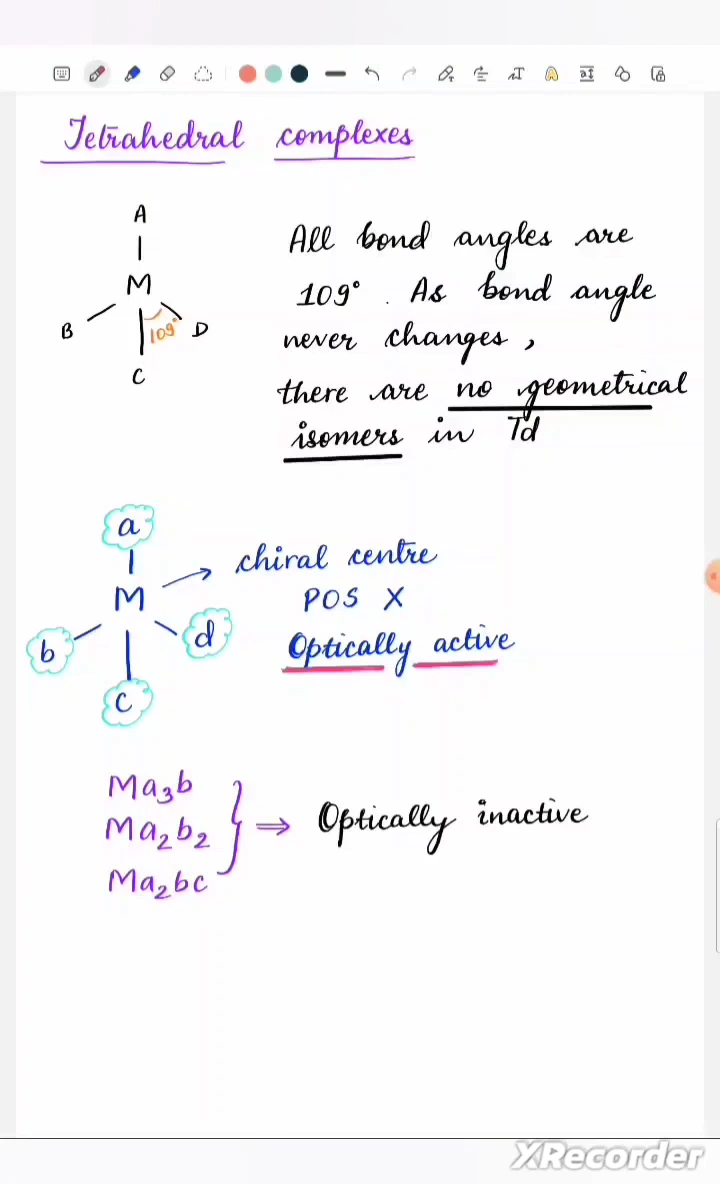 Tetrahedral complexes
A
M
B
109°
D
C
All bond angles are
109°. As bond angle
never changes,
there are no geometrical
isomers in Td
a
M
b
d
c
chiral centre
POS X
Optically active
Ma₃b
Ma₂b₂
Ma₂bc
⇒ Optically inactive
XRecorder